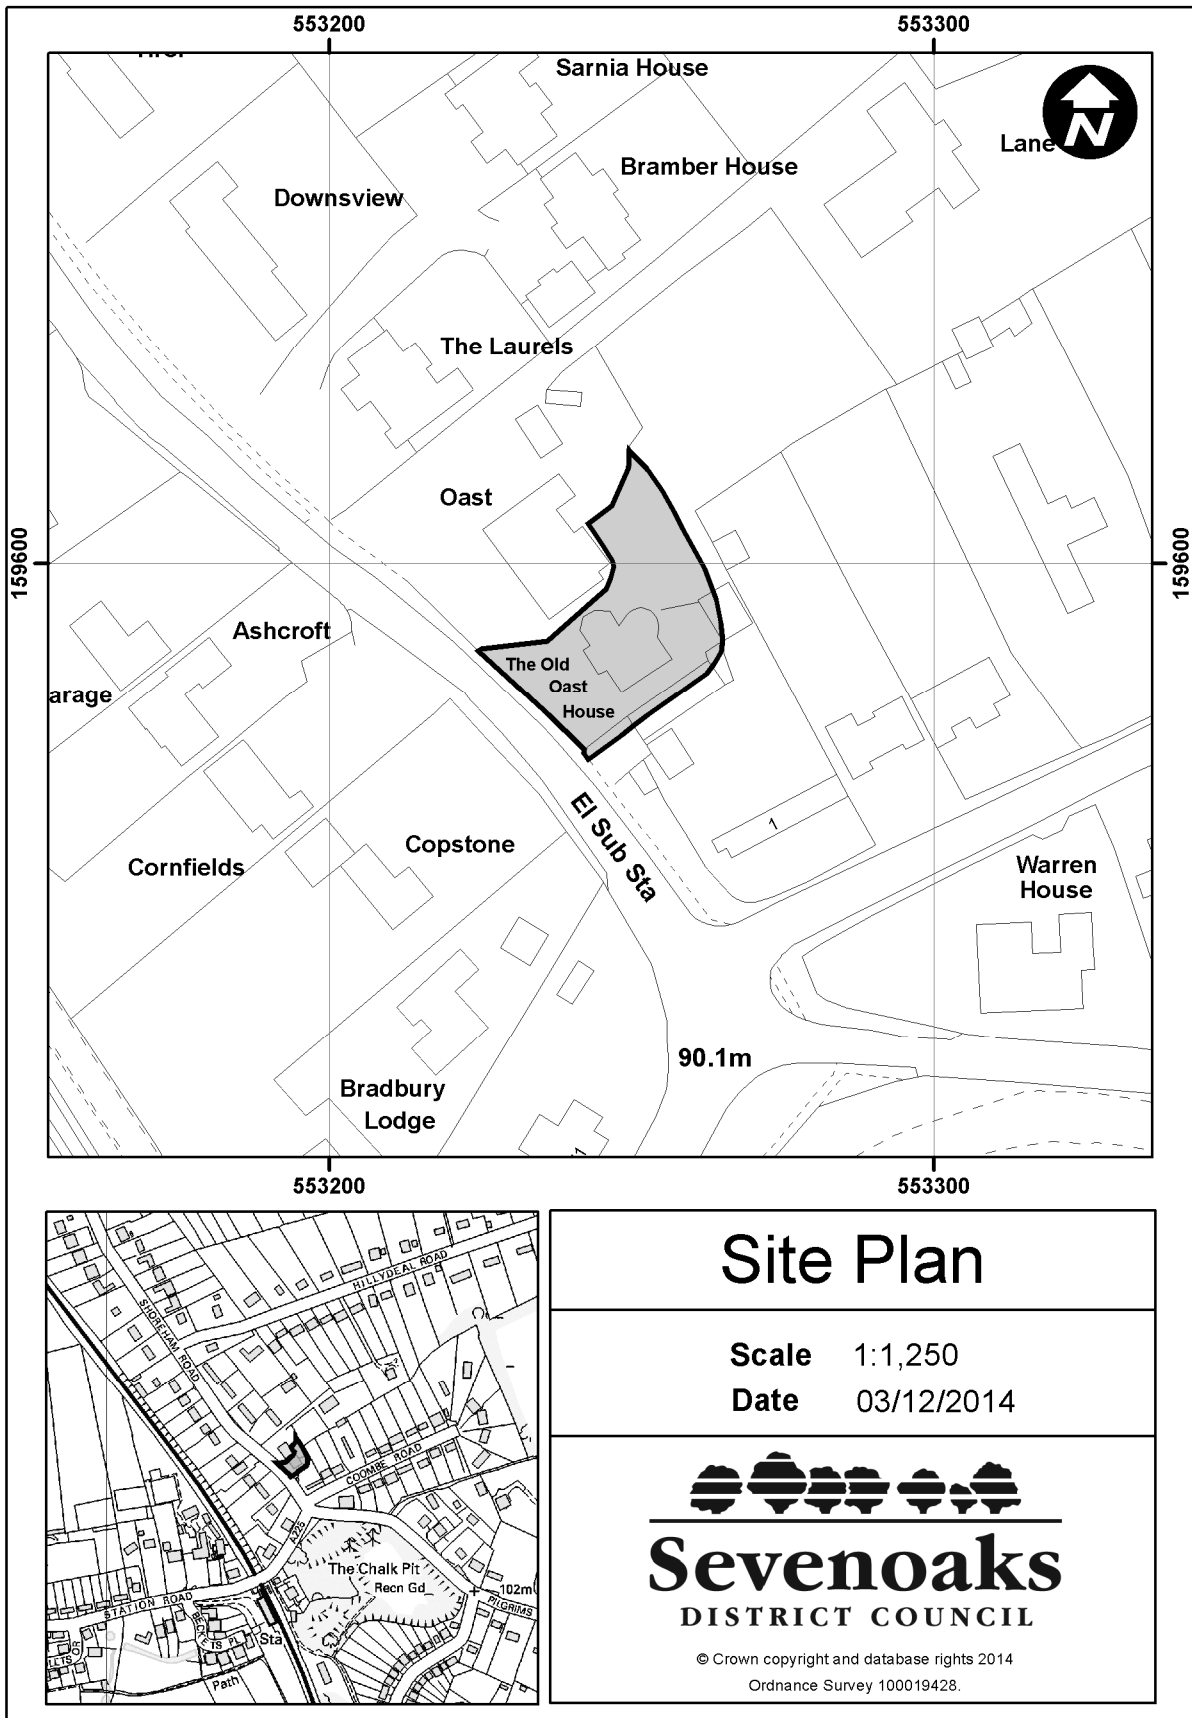 553200
553300
Sarnia House
Lane
N
Bramber House
Downsview
The Laurels
Oast
159600
159600
Ashcroft
The Old
Oast
House
arage
El Sub Sta
1
Copstone
Cornfields
Warren
House
90.1m
Bradbury
Lodge
553200
553300
HILLYDEAL ROAD
SHOREHAM ROAD
COOMBE ROAD
A225
The Chalk Pit
Recn Gd
102m
PILGRIMS
STATION ROAD
BECKETS PL
Sta
Path
Site Plan
Scale 1:1,250
Date 03/12/2014
Sevenoaks
DISTRICT COUNCIL
© Crown copyright and database rights 2014
Ordnance Survey 100019428.